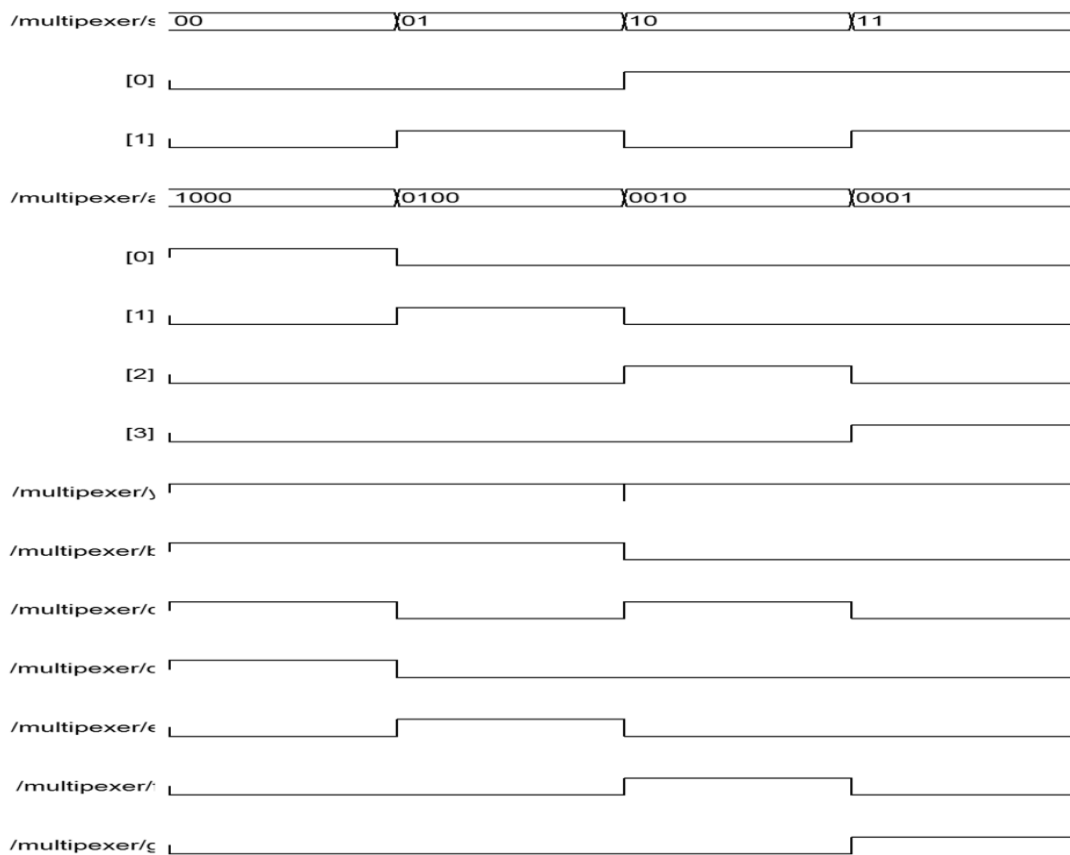 /multipexer/s 00 01 10 11
[0]
[1]
/multipexer/a 1000 0100 0010 0001
[0]
[1]
[2]
[3]
/multipexer/y
/multipexer/b
/multipexer/c
/multipexer/d
/multipexer/e
/multipexer/f
/multipexer/g